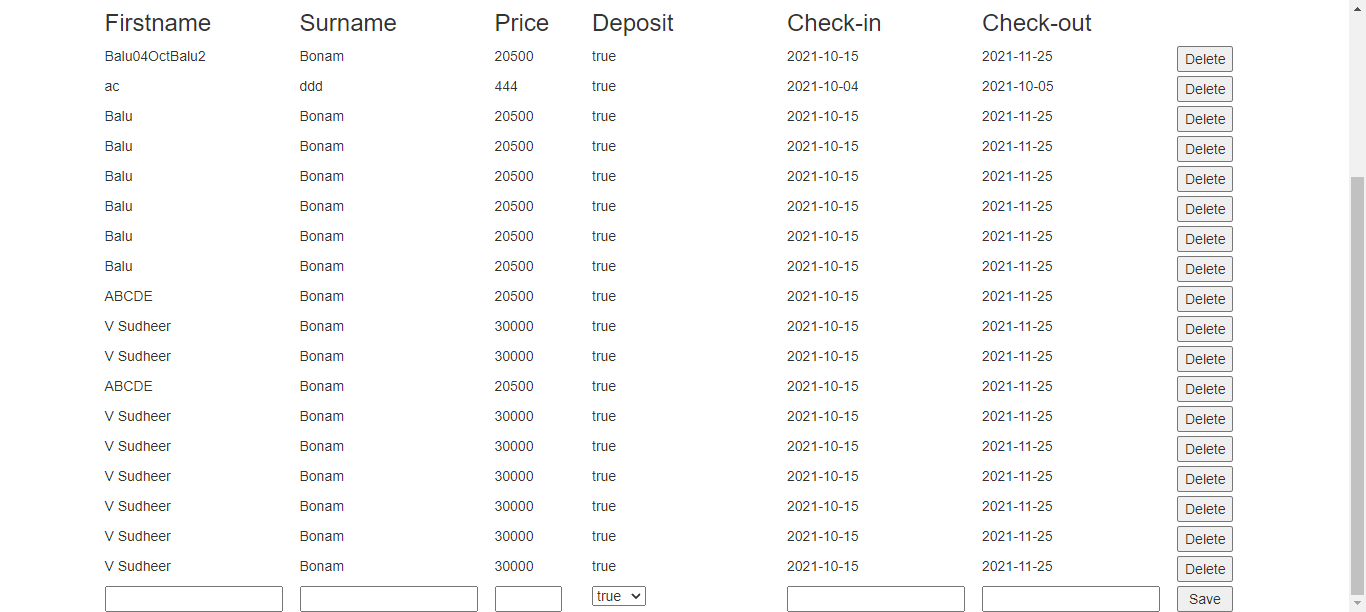 Firstname Surname Price Deposit Check-in Check-out
Balu04OctBalu2 Bonam 20500 true 2021-10-15 2021-11-25 Delete
ac ddd 444 true 2021-10-04 2021-10-05 Delete
Balu Bonam 20500 true 2021-10-15 2021-11-25 Delete
Balu Bonam 20500 true 2021-10-15 2021-11-25 Delete
Balu Bonam 20500 true 2021-10-15 2021-11-25 Delete
Balu Bonam 20500 true 2021-10-15 2021-11-25 Delete
Balu Bonam 20500 true 2021-10-15 2021-11-25 Delete
Balu Bonam 20500 true 2021-10-15 2021-11-25 Delete
ABCDE Bonam 20500 true 2021-10-15 2021-11-25 Delete
V Sudheer Bonam 30000 true 2021-10-15 2021-11-25 Delete
V Sudheer Bonam 30000 true 2021-10-15 2021-11-25 Delete
ABCDE Bonam 20500 true 2021-10-15 2021-11-25 Delete
V Sudheer Bonam 30000 true 2021-10-15 2021-11-25 Delete
V Sudheer Bonam 30000 true 2021-10-15 2021-11-25 Delete
V Sudheer Bonam 30000 true 2021-10-15 2021-11-25 Delete
V Sudheer Bonam 30000 true 2021-10-15 2021-11-25 Delete
V Sudheer Bonam 30000 true 2021-10-15 2021-11-25 Delete
V Sudheer Bonam 30000 true 2021-10-15 2021-11-25 Delete
true Save